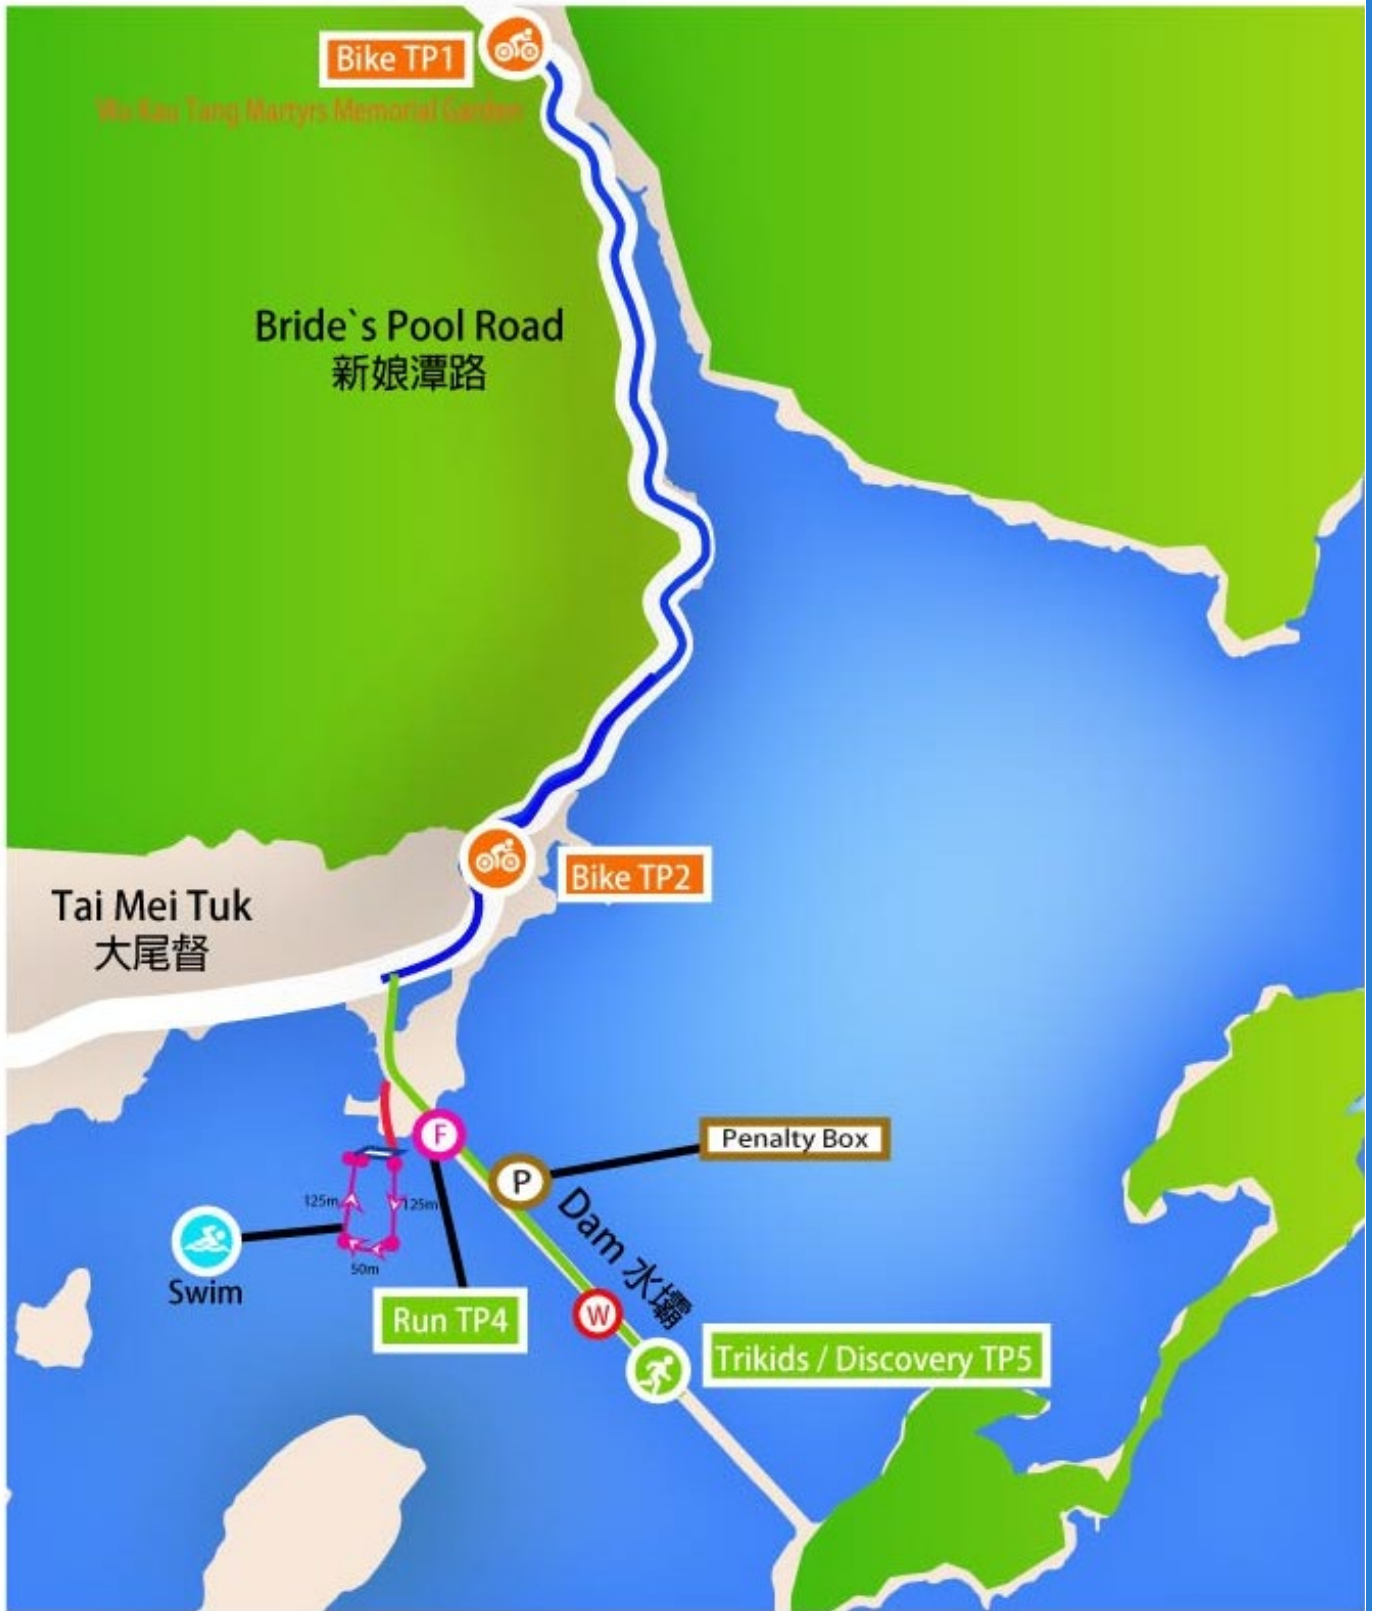 Bike TP1
Wu Kau Tang Martyrs Memorial Garden
Bride`s Pool Road
新娘潭路
Bike TP2
Tai Mei Tuk
大尾督
F
Penalty Box
P
125m
125m
50m
Swim
Dam 水壩
Run TP4
W
Trikids / Discovery TP5